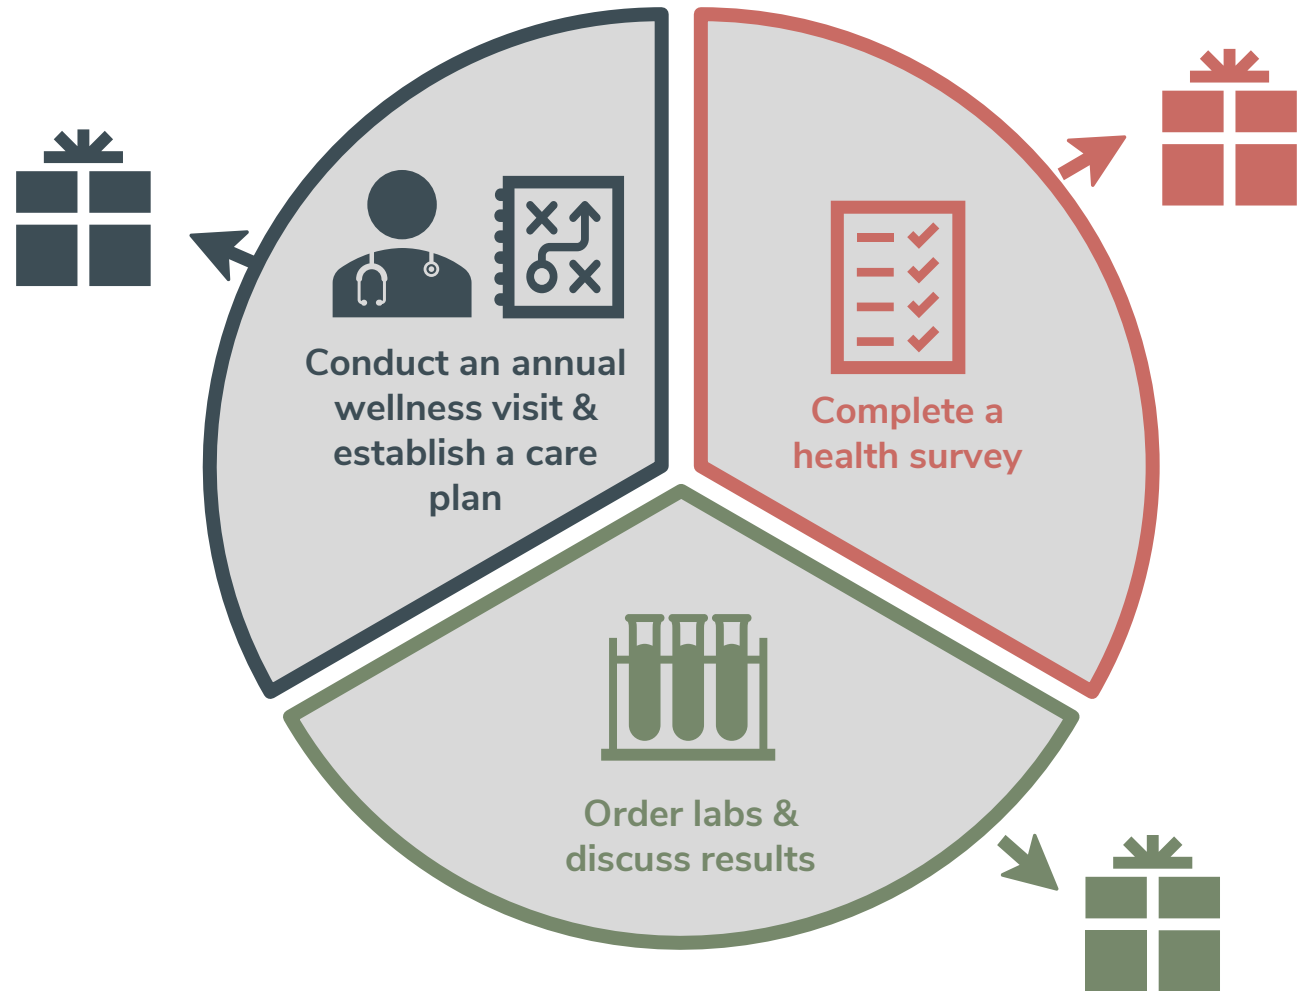 Conduct an annual
wellness visit &
establish a care
plan
Complete a
health survey
Order labs &
discuss results